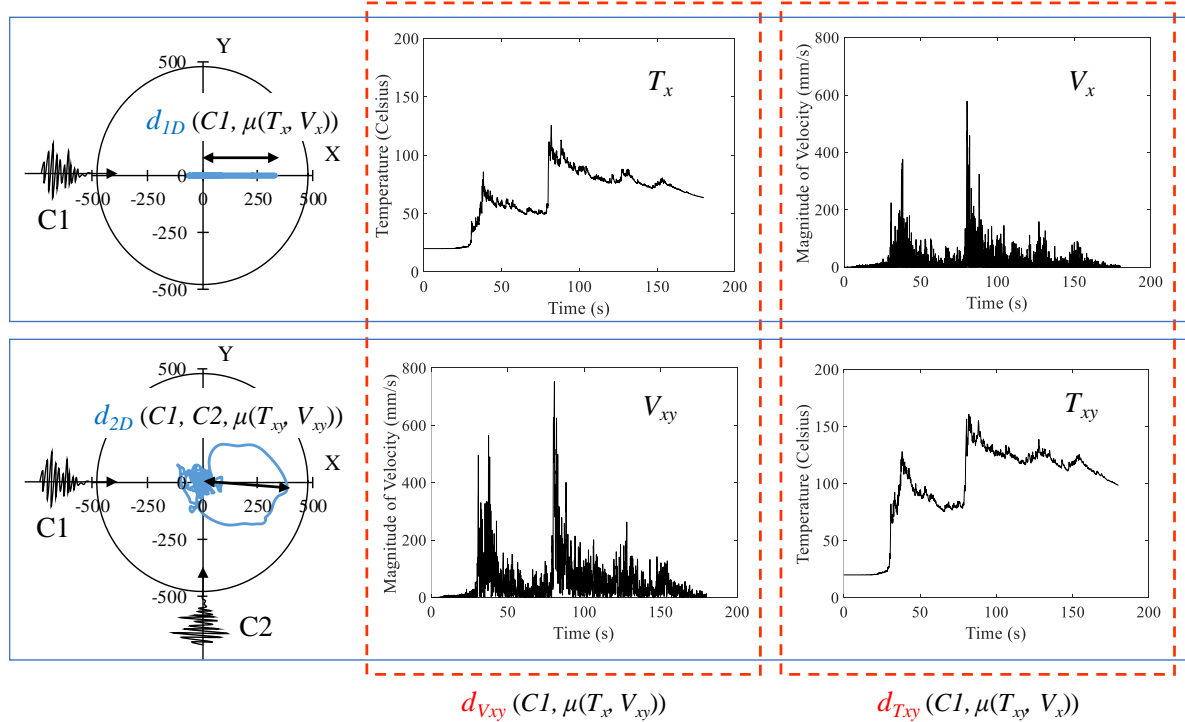 Y
500
250
d1D (C1, μ(Tx, Vx))
X
0
-500 -250 0 250 500
C1
-250
-500
Temperature (Celsius)
200
150
100
50
0
Tx
0 50 100 150 200
Time (s)
Magnitude of Velocity (mm/s)
800
600
400
200
0
Vx
0 50 100 150 200
Time (s)
Y
500
d2D (C1, C2, μ(Txy, Vxy))
X
0
-500 -250 0 250 500
C1
-250
-500
C2
Magnitude of Velocity (mm/s)
800
600
400
200
0
Vxy
0 50 100 150 200
Time (s)
Temperature (Celsius)
200
150
100
50
0
Txy
0 50 100 150 200
Time (s)
dVxy (C1, μ(Tx, Vxy))
dTxy (C1, μ(Txy, Vx))